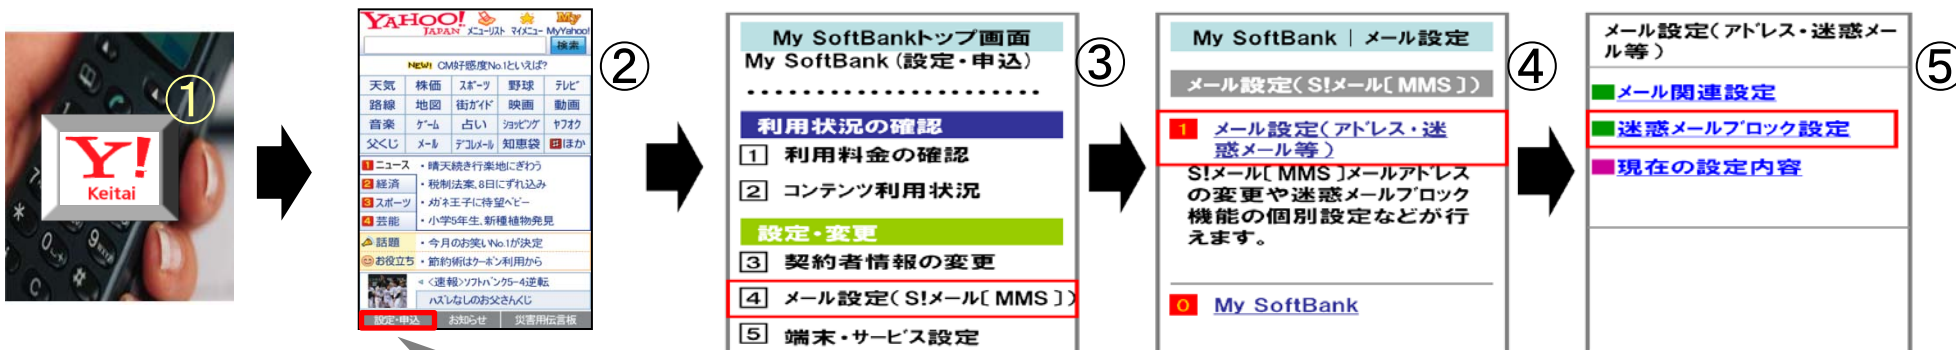 ①
Y!
Keitai
②
YAHOO!
JAPAN
メニューリスト マイメニュー My MyYahoo!
検索
NEW! CM好感度No.1といえば?
天気 株価 スポーツ 野球 テレビ
路線 地図 街ガイド 映画 動画
音楽 ゲーム 占い ショッピング ヤフオク
父くじ メール デコレメール 知恵袋 ほか
1 ニュース ・晴天続き行楽地にぎわう
2 経済 ・税制法案、8日にずれ込み
3 スポーツ ・ガネ王子に待望ベビー
4 芸能 ・小学5年生、新種植物発見
話題 ・今月のお笑いNo.1が決定
お役立ち ・節約術はクーポン利用から
<速報>ソフトバンク5-4逆転
ハズレなしのお父さんくじ
設定・申込 お知らせ 災害用伝言板
③
My SoftBankトップ画面
My SoftBank (設定・申込)
利用状況の確認
1 利用料金の確認
2 コンテンツ利用状況
設定・変更
3 契約者情報の変更
4 メール設定(S!メール[MMS])
5 端末・サービス設定
④
My SoftBank | メール設定
メール設定(S!メール[MMS])
1 メール設定(アドレス・迷
惑メール等)
S!メール[MMS]メールアドレス
の変更や迷惑メールブロック
機能の個別設定などが行
えます。
0 My SoftBank
⑤
メール設定(アドレス・迷惑メー
ル等)
メール関連設定
迷惑メールブロック設定
現在の設定内容